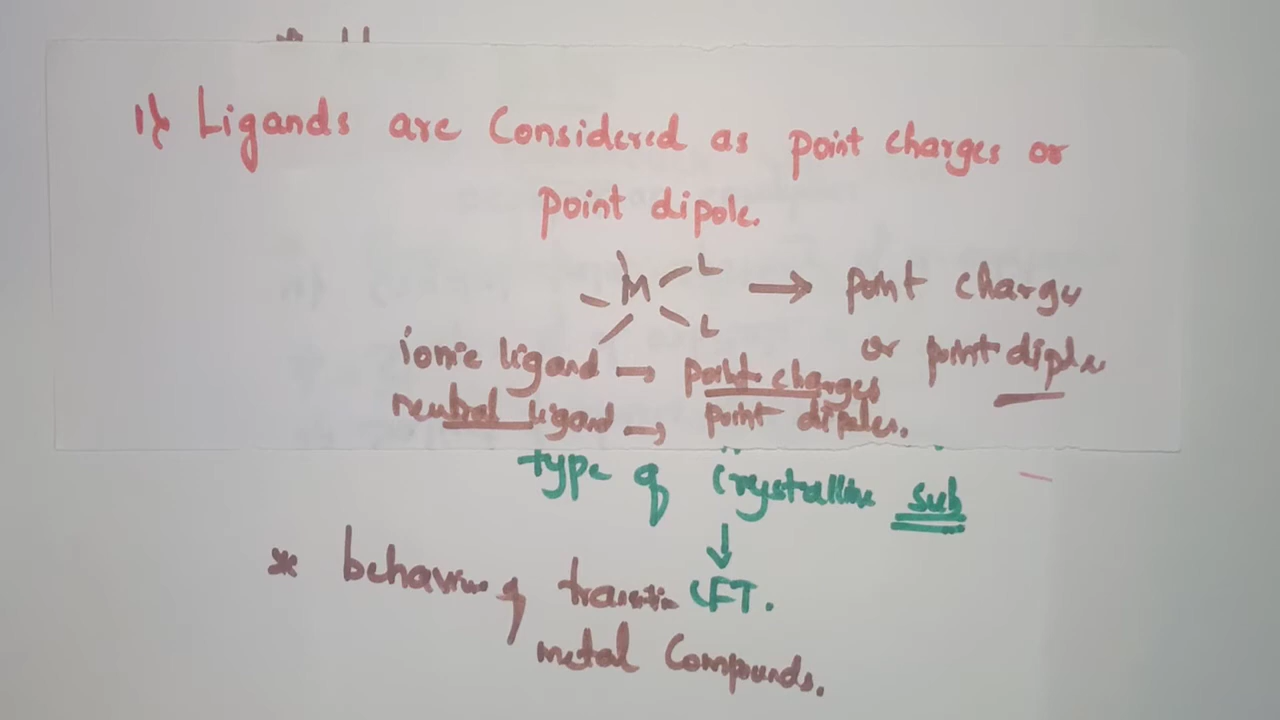 1} Ligands are Considered as point charges or
point dipole.
M L → point charge
L or point dipole
ionic ligand → point charges
neutral ligand → point dipoles.
type of Crystalline sub
↓
* behaviour of transition CFT.
metal Compounds.